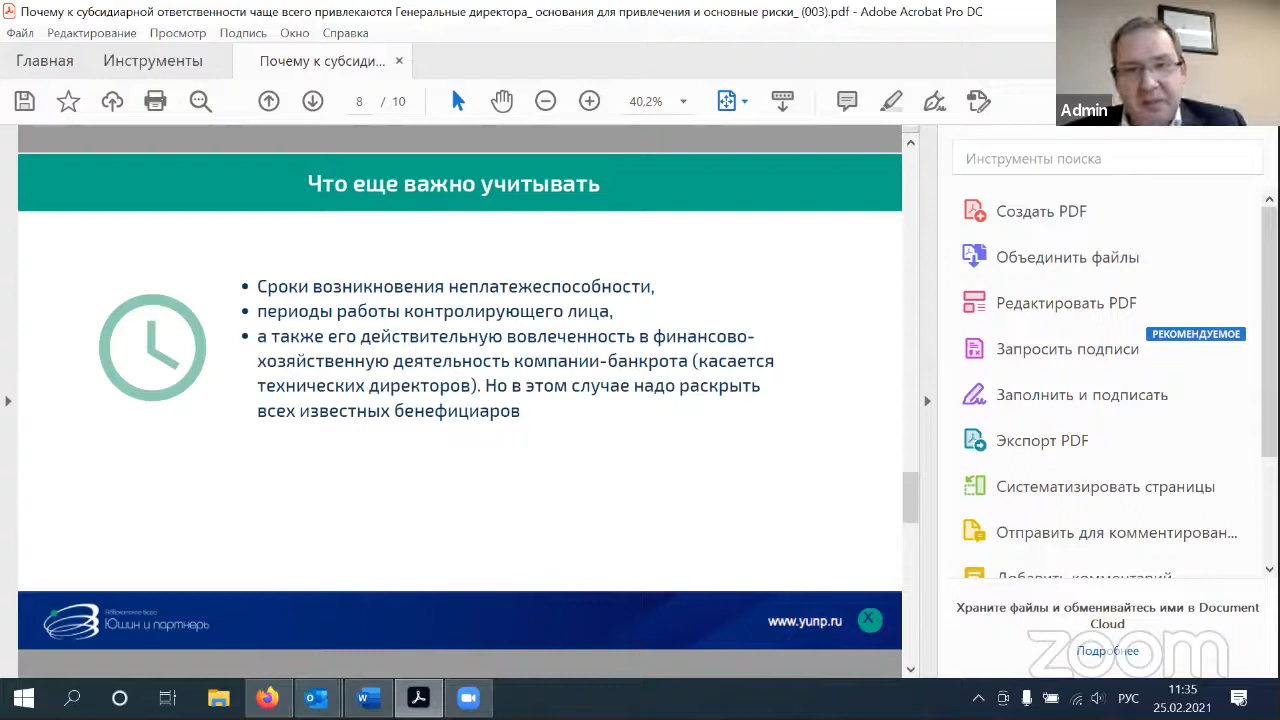 Почему к субсидиарной ответственности чаще всего привлекаются Генеральные директора_ основания для привлечения и основные риски_ (003).pdf - Adobe Acrobat Pro DC
Файл Редактирование Просмотр Подпись Окно Справка
Главная Инструменты Почему к субсиди... ×
8 / 10 40,2%
Admin
Что еще важно учитывать
• Сроки возникновения неплатежеспособности,
• периоды работы контролирующего лица,
• а также его действительную вовлеченность в финансово-
хозяйственную деятельность компании-банкрота (касается
технических директоров). Но в этом случае надо раскрыть
всех известных бенефициаров
Юшин и партнеры
www.yunp.ru X
Инструменты поиска
Создать PDF
Объединить файлы
Редактировать PDF
РЕКОМЕНДУЕМОЕ
Запросить подписи
Заполнить и подписать
Экспорт PDF
Систематизировать страницы
Отправить для комментирован...
Добавить комментарий
Храните файлы и обменивайтесь ими в Document
Cloud
Подробнее
zoom
РУС
11:35
25.02.2021